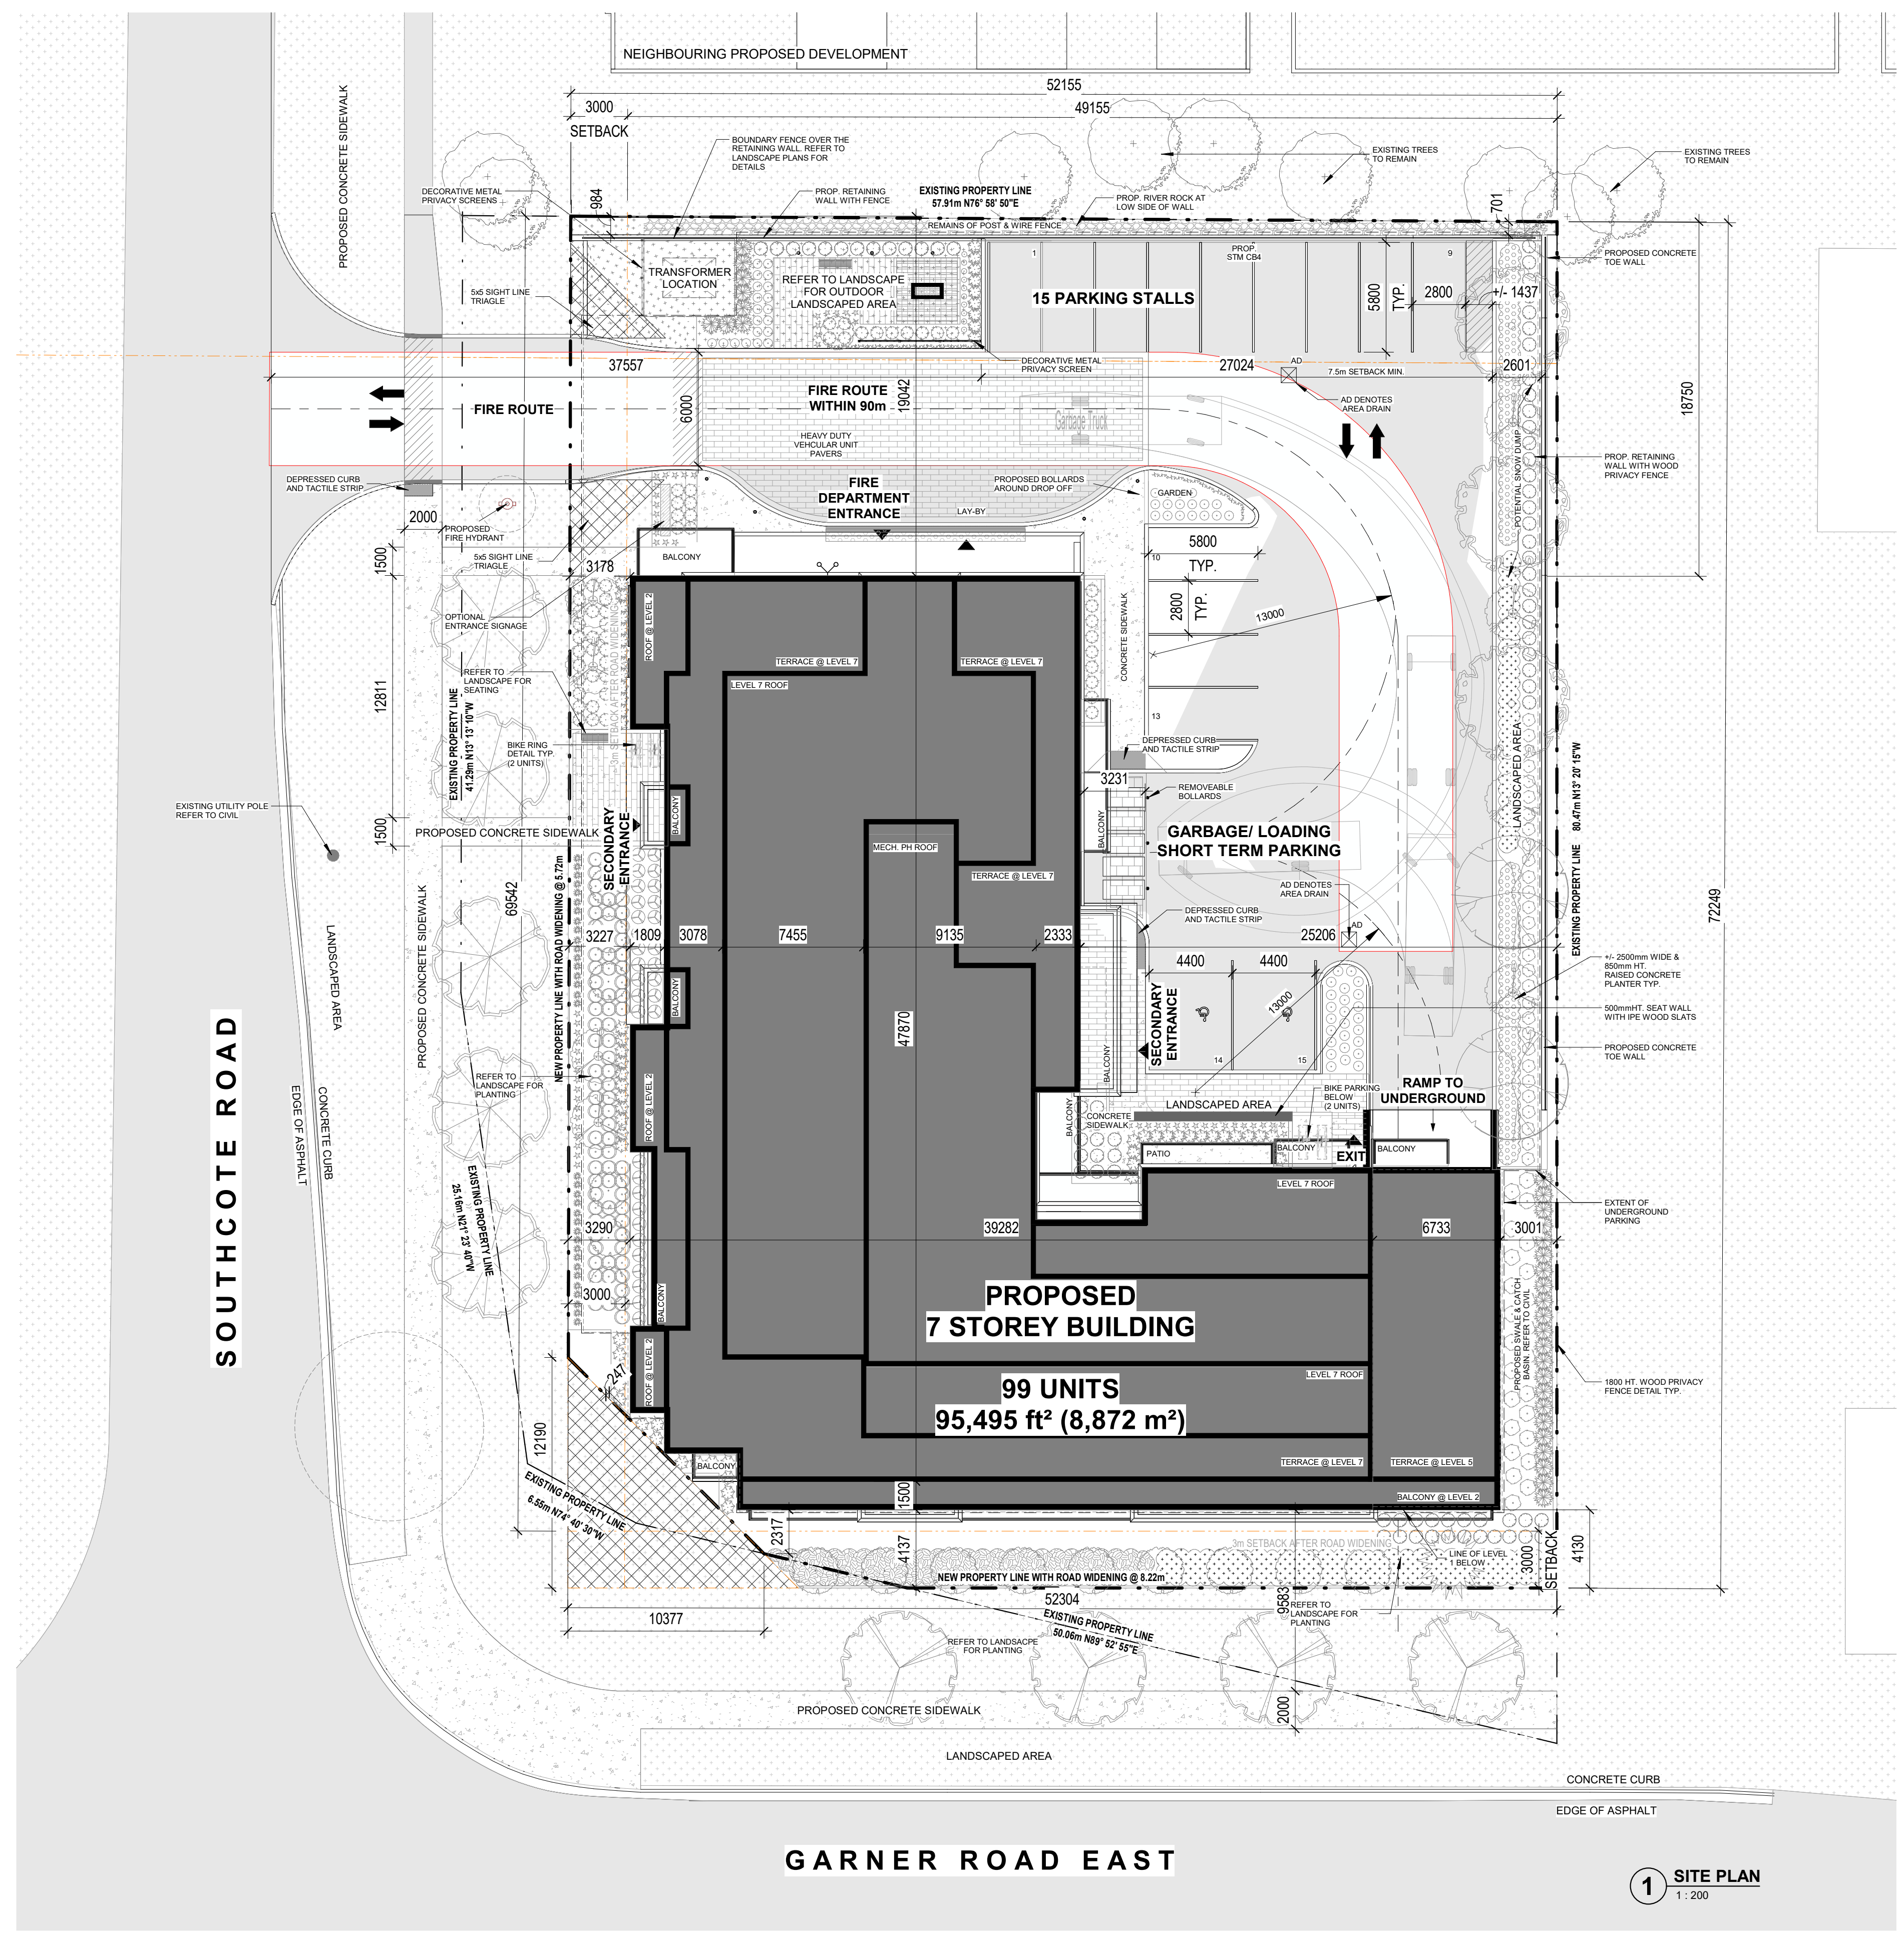 NEIGHBOURING PROPOSED DEVELOPMENT
52155
3000
49155
SETBACK
PROPOSED CONCRETE SIDEWALK
BOUNDARY FENCE OVER THE
RETAINING WALL. REFER TO
LANDSCAPE PLANS FOR
DETAILS
EXISTING TREES
TO REMAIN
EXISTING TREES
TO REMAIN
DECORATIVE METAL
PRIVACY SCREENS
984
PROP. RETAINING
WALL WITH FENCE
EXISTING PROPERTY LINE
57.91m N76° 58' 50"E
PROP. RIVER ROCK AT
LOW SIDE OF WALL
701
REMAINS OF POST & WIRE FENCE
TRANSFORMER
LOCATION
REFER TO LANDSCAPE
FOR OUTDOOR
LANDSCAPED AREA
1
PROP.
STM CB4
9
PROPOSED CONCRETE
TOE WALL
5x5 SIGHT LINE
TRIAGLE
15 PARKING STALLS
5800
TYP.
2800
+/- 1437
37557
DECORATIVE METAL
PRIVACY SCREEN
27024
AD
7.5m SETBACK MIN.
2601
FIRE ROUTE
6000
FIRE ROUTE
WITHIN 90m
19042
Garbage Truck
AD DENOTES
AREA DRAIN
18750
HEAVY DUTY
VEHCULAR UNIT
PAVERS
POTENTIAL SNOW DUMP
PROP. RETAINING
WALL WITH WOOD
PRIVACY FENCE
DEPRESSED CURB
AND TACTILE STRIP
FIRE
DEPARTMENT
ENTRANCE
PROPOSED BOLLARDS
AROUND DROP OFF
GARDEN
LAY-BY
2000
PROPOSED
FIRE HYDRANT
1500
5x5 SIGHT LINE
TRIAGLE
BALCONY
3178
5800
TYP.
10
2800
TYP.
13000
OPTIONAL
ENTRANCE SIGNAGE
ROOF @ LEVEL 2
3m SETBACK AFTER ROAD WIDENING
CONCRETE SIDEWALK
TERRACE @ LEVEL 7
TERRACE @ LEVEL 7
LEVEL 7 ROOF
REFER TO
LANDSCAPE FOR
SEATING
12811
EXISTING PROPERTY LINE
41.29m N13° 13' 10"W
13
BIKE RING
DETAIL TYP.
(2 UNITS)
DEPRESSED CURB
AND TACTILE STRIP
LANDSCAPED AREA
EXISTING PROPERTY LINE 80.47m N13° 20' 15"W
3231
REMOVEABLE
BOLLARDS
EXISTING UTILITY POLE
REFER TO CIVIL
1500
PROPOSED CONCRETE SIDEWALK
SECONDARY
ENTRANCE
BALCONY
BALCONY
GARBAGE/ LOADING
SHORT TERM PARKING
MECH. PH ROOF
TERRACE @ LEVEL 7
AD DENOTES
AREA DRAIN
NEW PROPERTY LINE WITH ROAD WIDENING @ 5.72m
69542
72249
PROPOSED CONCRETE SIDEWALK
LANDSCAPED AREA
DEPRESSED CURB
AND TACTILE STRIP
3227
1809
3078
7455
9135
2333
25206
AD
4400
4400
+/- 2500mm WIDE &
850mm HT.
RAISED CONCRETE
PLANTER TYP.
BALCONY
13000
SECONDARY
ENTRANCE
500mmHT. SEAT WALL
WITH IPE WOOD SLATS
47870
14
15
PROPOSED CONCRETE
TOE WALL
SOUTHCOTE ROAD
EDGE OF ASPHALT
CONCRETE CURB
REFER TO
LANDSCAPE FOR
PLANTING
ROOF @ LEVEL 2
BALCONY
BALCONY
BIKE PARKING
BELOW
(2 UNITS)
RAMP TO
UNDERGROUND
LANDSCAPED AREA
CONCRETE
SIDEWALK
PATIO
BALCONY
EXIT
BALCONY
EXISTING PROPERTY LINE
25.16m N21° 23' 40"W
LEVEL 7 ROOF
EXTENT OF
UNDERGROUND
PARKING
3290
39282
6733
3001
3000
BALCONY
PROPOSED
7 STOREY BUILDING
PROPOSED SWALE & CATCH
BASIN. REFER TO CIVIL
247
ROOF @ LEVEL 2
LEVEL 7 ROOF
99 UNITS
95,495 ft² (8,872 m²)
1800 HT. WOOD PRIVACY
FENCE DETAIL TYP.
12190
BALCONY
TERRACE @ LEVEL 7
TERRACE @ LEVEL 5
EXISTING PROPERTY LINE
6.55m N74° 40' 30"W
1500
BALCONY @ LEVEL 2
2317
4137
3m SETBACK AFTER ROAD WIDENING
LINE OF LEVEL
1 BELOW
3000
SETBACK
4130
NEW PROPERTY LINE WITH ROAD WIDENING @ 8.22m
52304
9583
REFER TO
LANDSCAPE FOR
PLANTING
10377
EXISTING PROPERTY LINE
50.06m N89° 52' 55"E
REFER TO LANDSACPE
FOR PLANTING
2000
PROPOSED CONCRETE SIDEWALK
LANDSCAPED AREA
CONCRETE CURB
EDGE OF ASPHALT
GARNER ROAD EAST
1
SITE PLAN
1 : 200